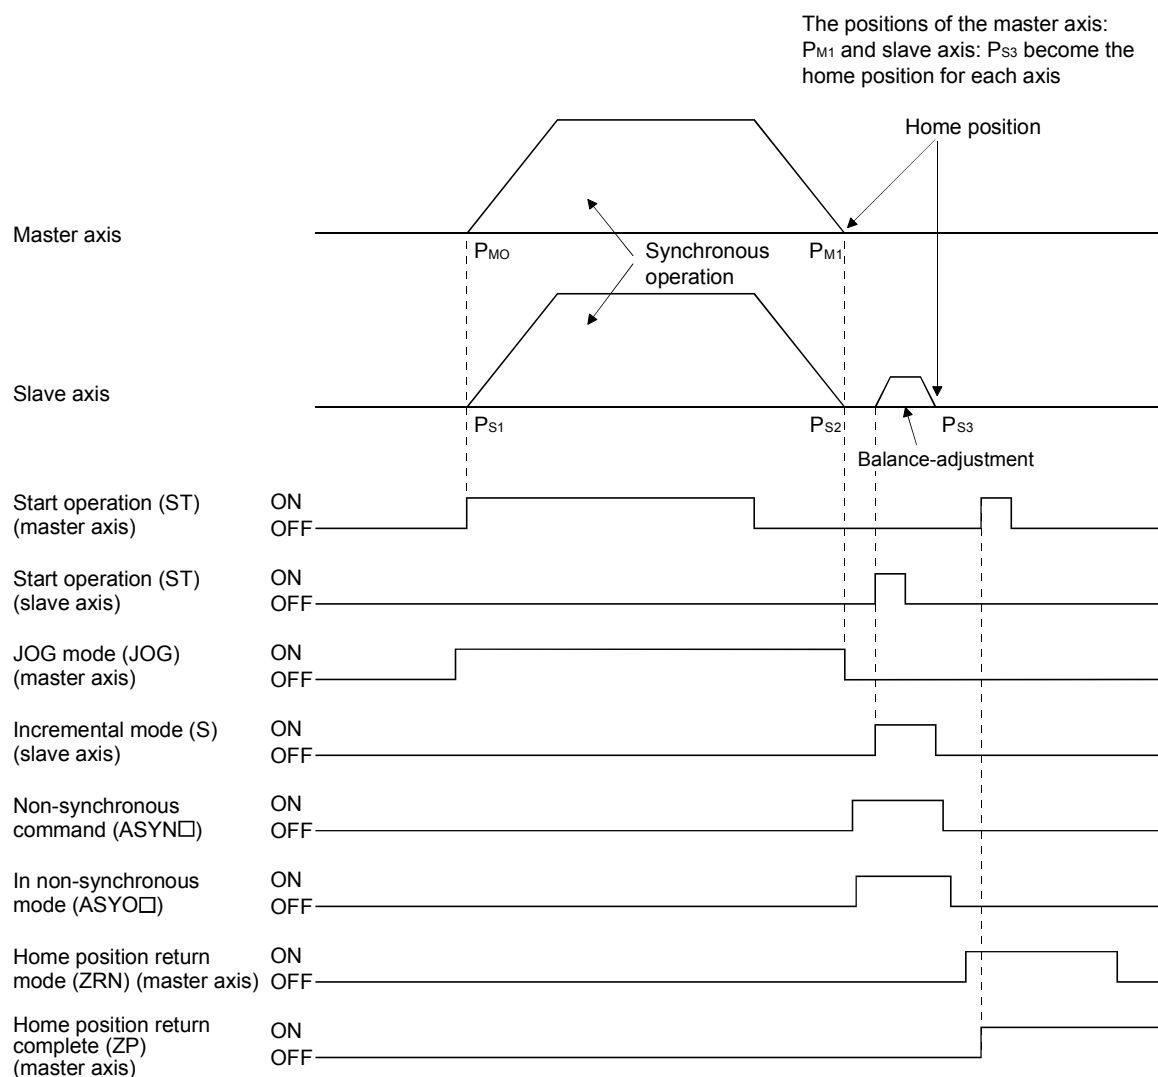 The positions of the master axis:
PM1 and slave axis: PS3 become the
home position for each axis
Home position
Master axis
PMO
Synchronous
operation
PM1
Slave axis
PS1
PS2
PS3
Balance-adjustment
Start operation (ST)
(master axis)
ON
OFF
Start operation (ST)
(slave axis)
ON
OFF
JOG mode (JOG)
(master axis)
ON
OFF
Incremental mode (S)
(slave axis)
ON
OFF
Non-synchronous
command (ASYN□)
ON
OFF
In non-synchronous
mode (ASYO□)
ON
OFF
Home position return
mode (ZRN) (master axis)
ON
OFF
Home position return
complete (ZP)
(master axis)
ON
OFF